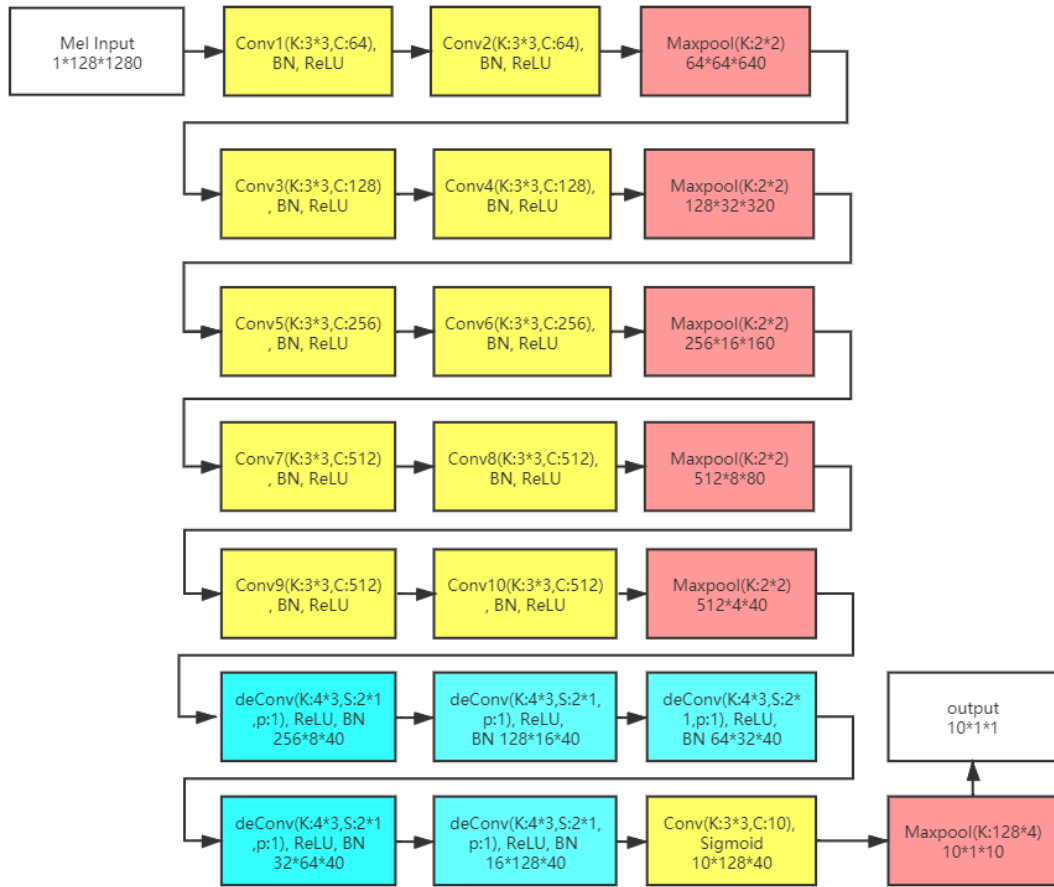 Mel Input
1*128*1280
Conv1(K:3*3,C:64),
BN, ReLU
Conv2(K:3*3,C:64),
BN, ReLU
Maxpool(K:2*2)
64*64*640
Conv3(K:3*3,C:128)
, BN, ReLU
Conv4(K:3*3,C:128),
BN, ReLU
Maxpool(K:2*2)
128*32*320
Conv5(K:3*3,C:256)
, BN, ReLU
Conv6(K:3*3,C:256),
BN, ReLU
Maxpool(K:2*2)
256*16*160
Conv7(K:3*3,C:512)
, BN, ReLU
Conv8(K:3*3,C:512),
BN, ReLU
Maxpool(K:2*2)
512*8*80
Conv9(K:3*3,C:512)
, BN, ReLU
Conv10(K:3*3,C:512)
, BN, ReLU
Maxpool(K:2*2)
512*4*40
deConv(K:4*3,S:2*1
,p:1), ReLU, BN
256*8*40
deConv(K:4*3,S:2*1,
p:1), ReLU,
BN 128*16*40
deConv(K:4*3,S:2*
1,p:1), ReLU,
BN 64*32*40
output
10*1*1
deConv(K:4*3,S:2*1
,p:1), ReLU, BN
32*64*40
deConv(K:4*3,S:2*1,
p:1), ReLU, BN
16*128*40
Conv(K:3*3,C:10),
Sigmoid
10*128*40
Maxpool(K:128*4)
10*1*10